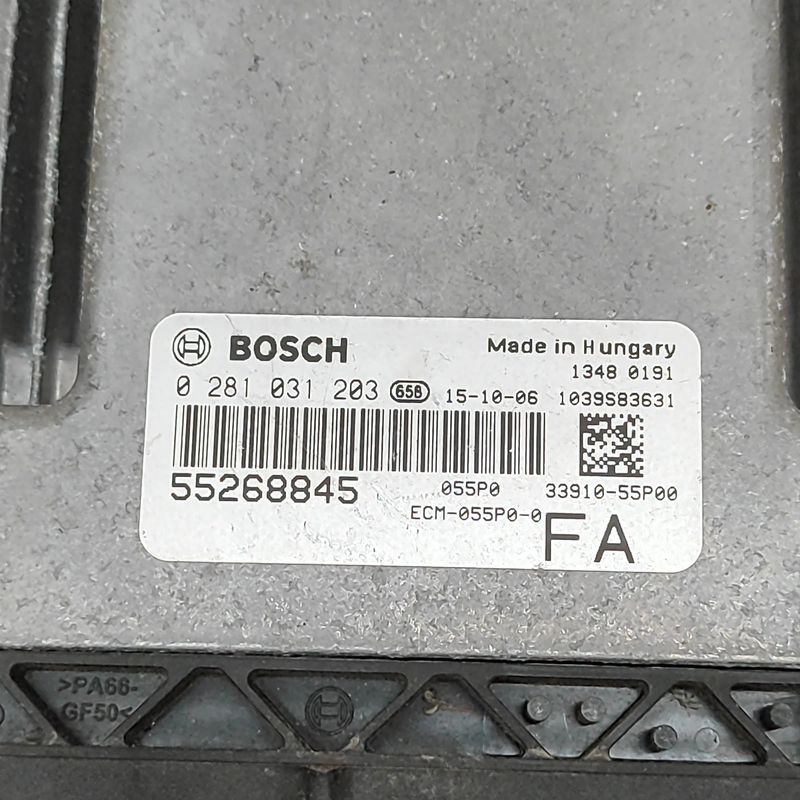 BOSCH
Made in Hungary
1348 0191
0 281 031 203 658 15-10-06 1039S83631
55268845 055P0 33910-55P00
ECM-055P0-0 FA
>PA66-
GF50<